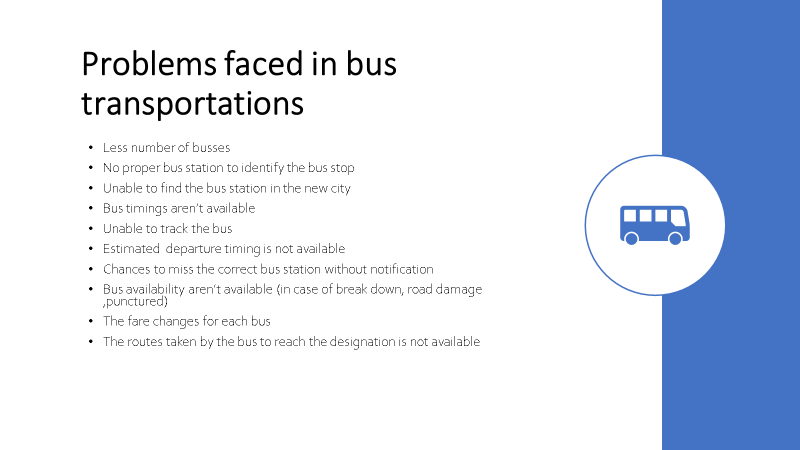 Problems faced in bus
transportations
• Less number of busses
• No proper bus station to identify the bus stop
• Unable to find the bus station in the new city
• Bus timings aren't available
• Unable to track the bus
• Estimated  departure timing is not available
• Chances to miss the correct bus station without notification
• Bus availability aren't available (in case of break down, road damage
,punctured)
• The fare changes for each bus
• The routes taken by the bus to reach the designation is not available